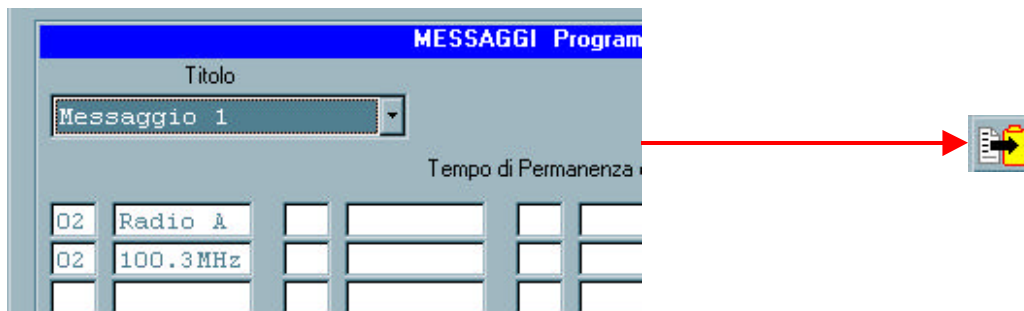 MESSAGGI Program
Titolo
Messaggio 1
Tempo di Permanenza
02 Radio A
02 100.3MHz